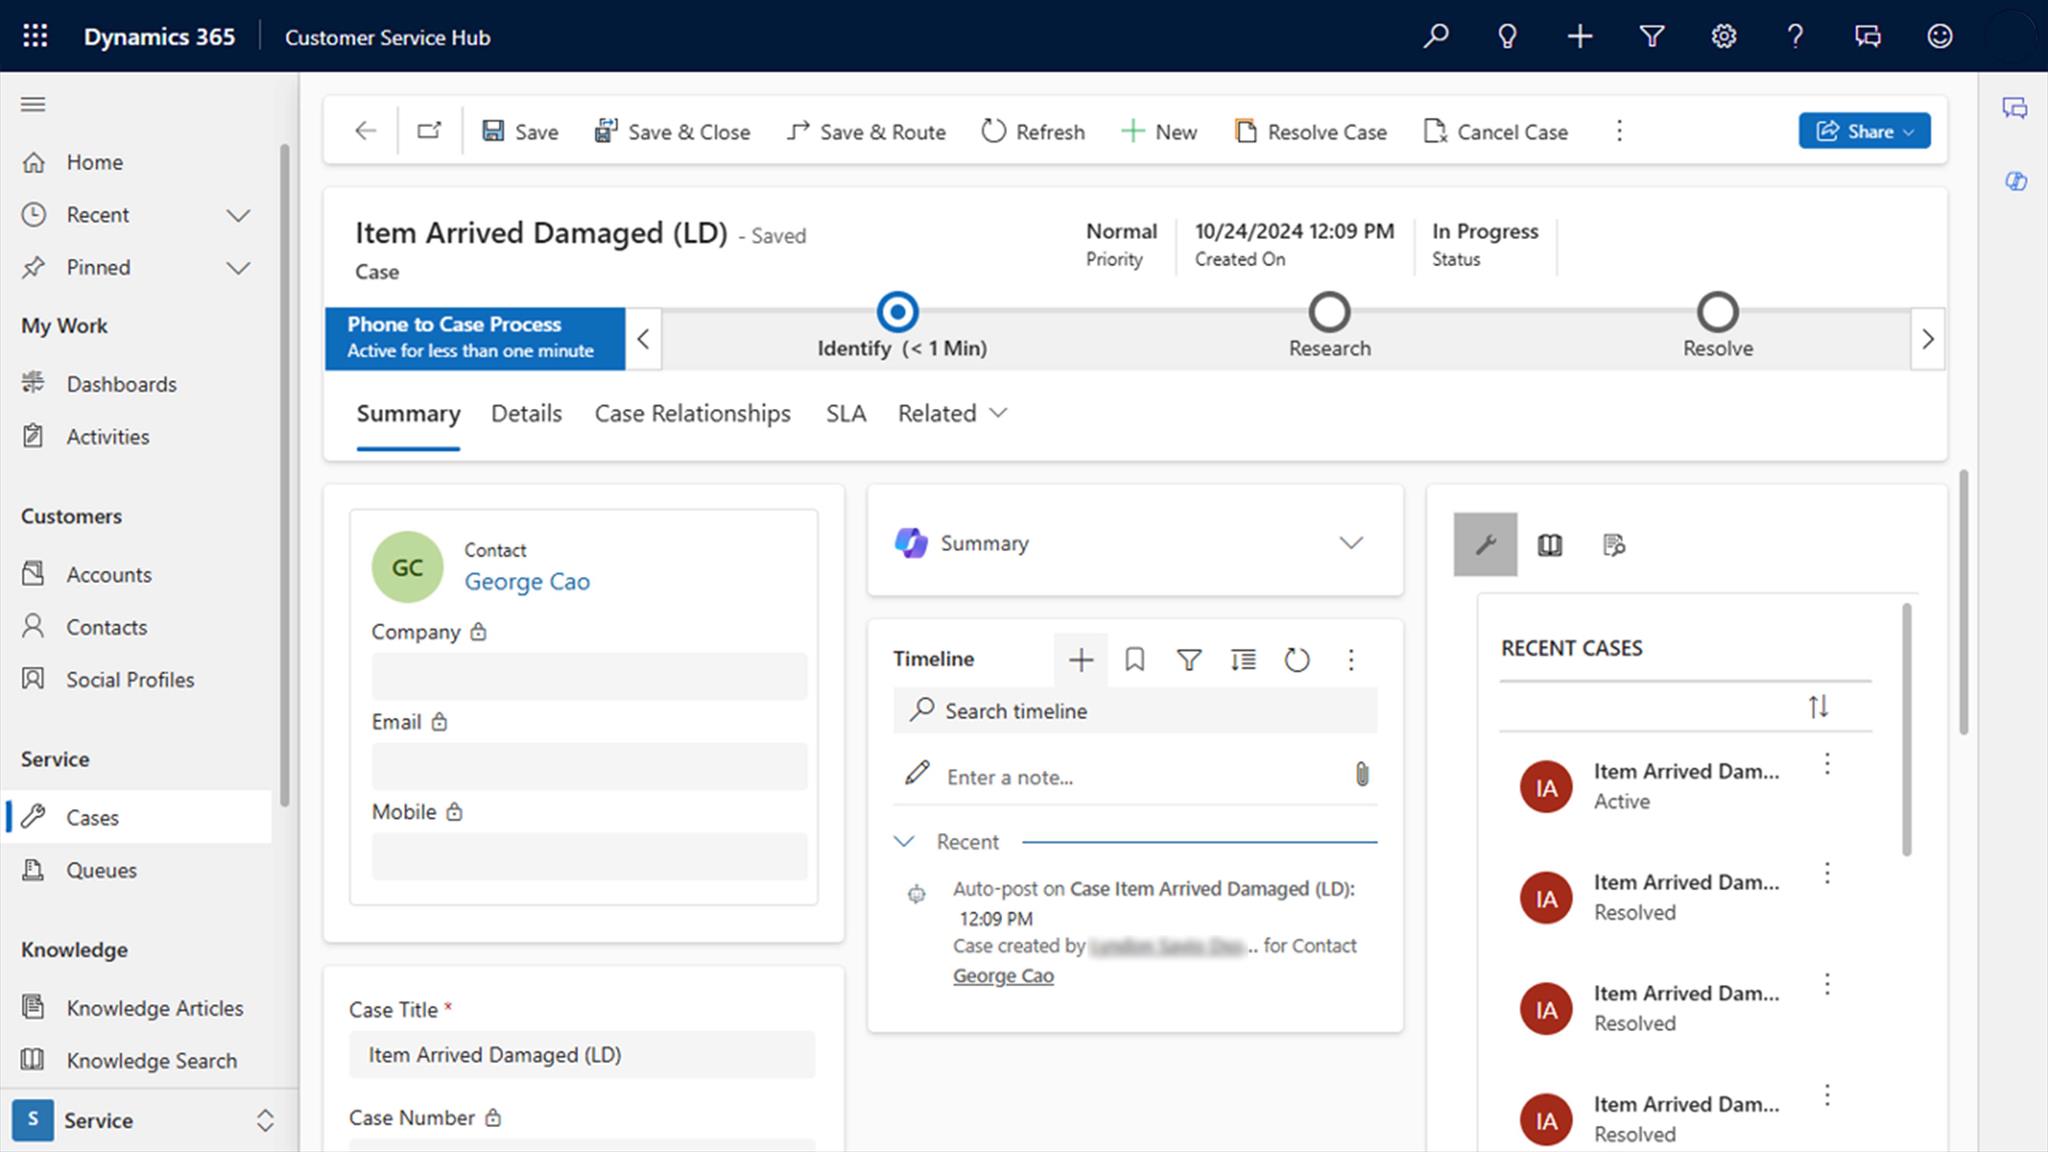 Dynamics 365
Customer Service Hub
Home
Recent
Pinned
My Work
Dashboards
Activities
Customers
Accounts
Contacts
Social Profiles
Service
Cases
Queues
Knowledge
Knowledge Articles
Knowledge Search
S
Service
Save
Save & Close
Save & Route
Refresh
New
Resolve Case
Cancel Case
Share
Item Arrived Damaged (LD) - Saved
Case
Normal
Priority
10/24/2024 12:09 PM
Created On
In Progress
Status
Phone to Case Process
Active for less than one minute
Identify (< 1 Min)
Research
Resolve
Summary
Details
Case Relationships
SLA
Related
GC
Contact
George Cao
Company
Email
Mobile
Case Title *
Item Arrived Damaged (LD)
Case Number
Summary
Timeline
Search timeline
Enter a note...
Recent
Auto-post on Case Item Arrived Damaged (LD):
12:09 PM
Case created by .. for Contact
George Cao
RECENT CASES
IA
Item Arrived Dam...
Active
IA
Item Arrived Dam...
Resolved
IA
Item Arrived Dam...
Resolved
IA
Item Arrived Dam...
Resolved